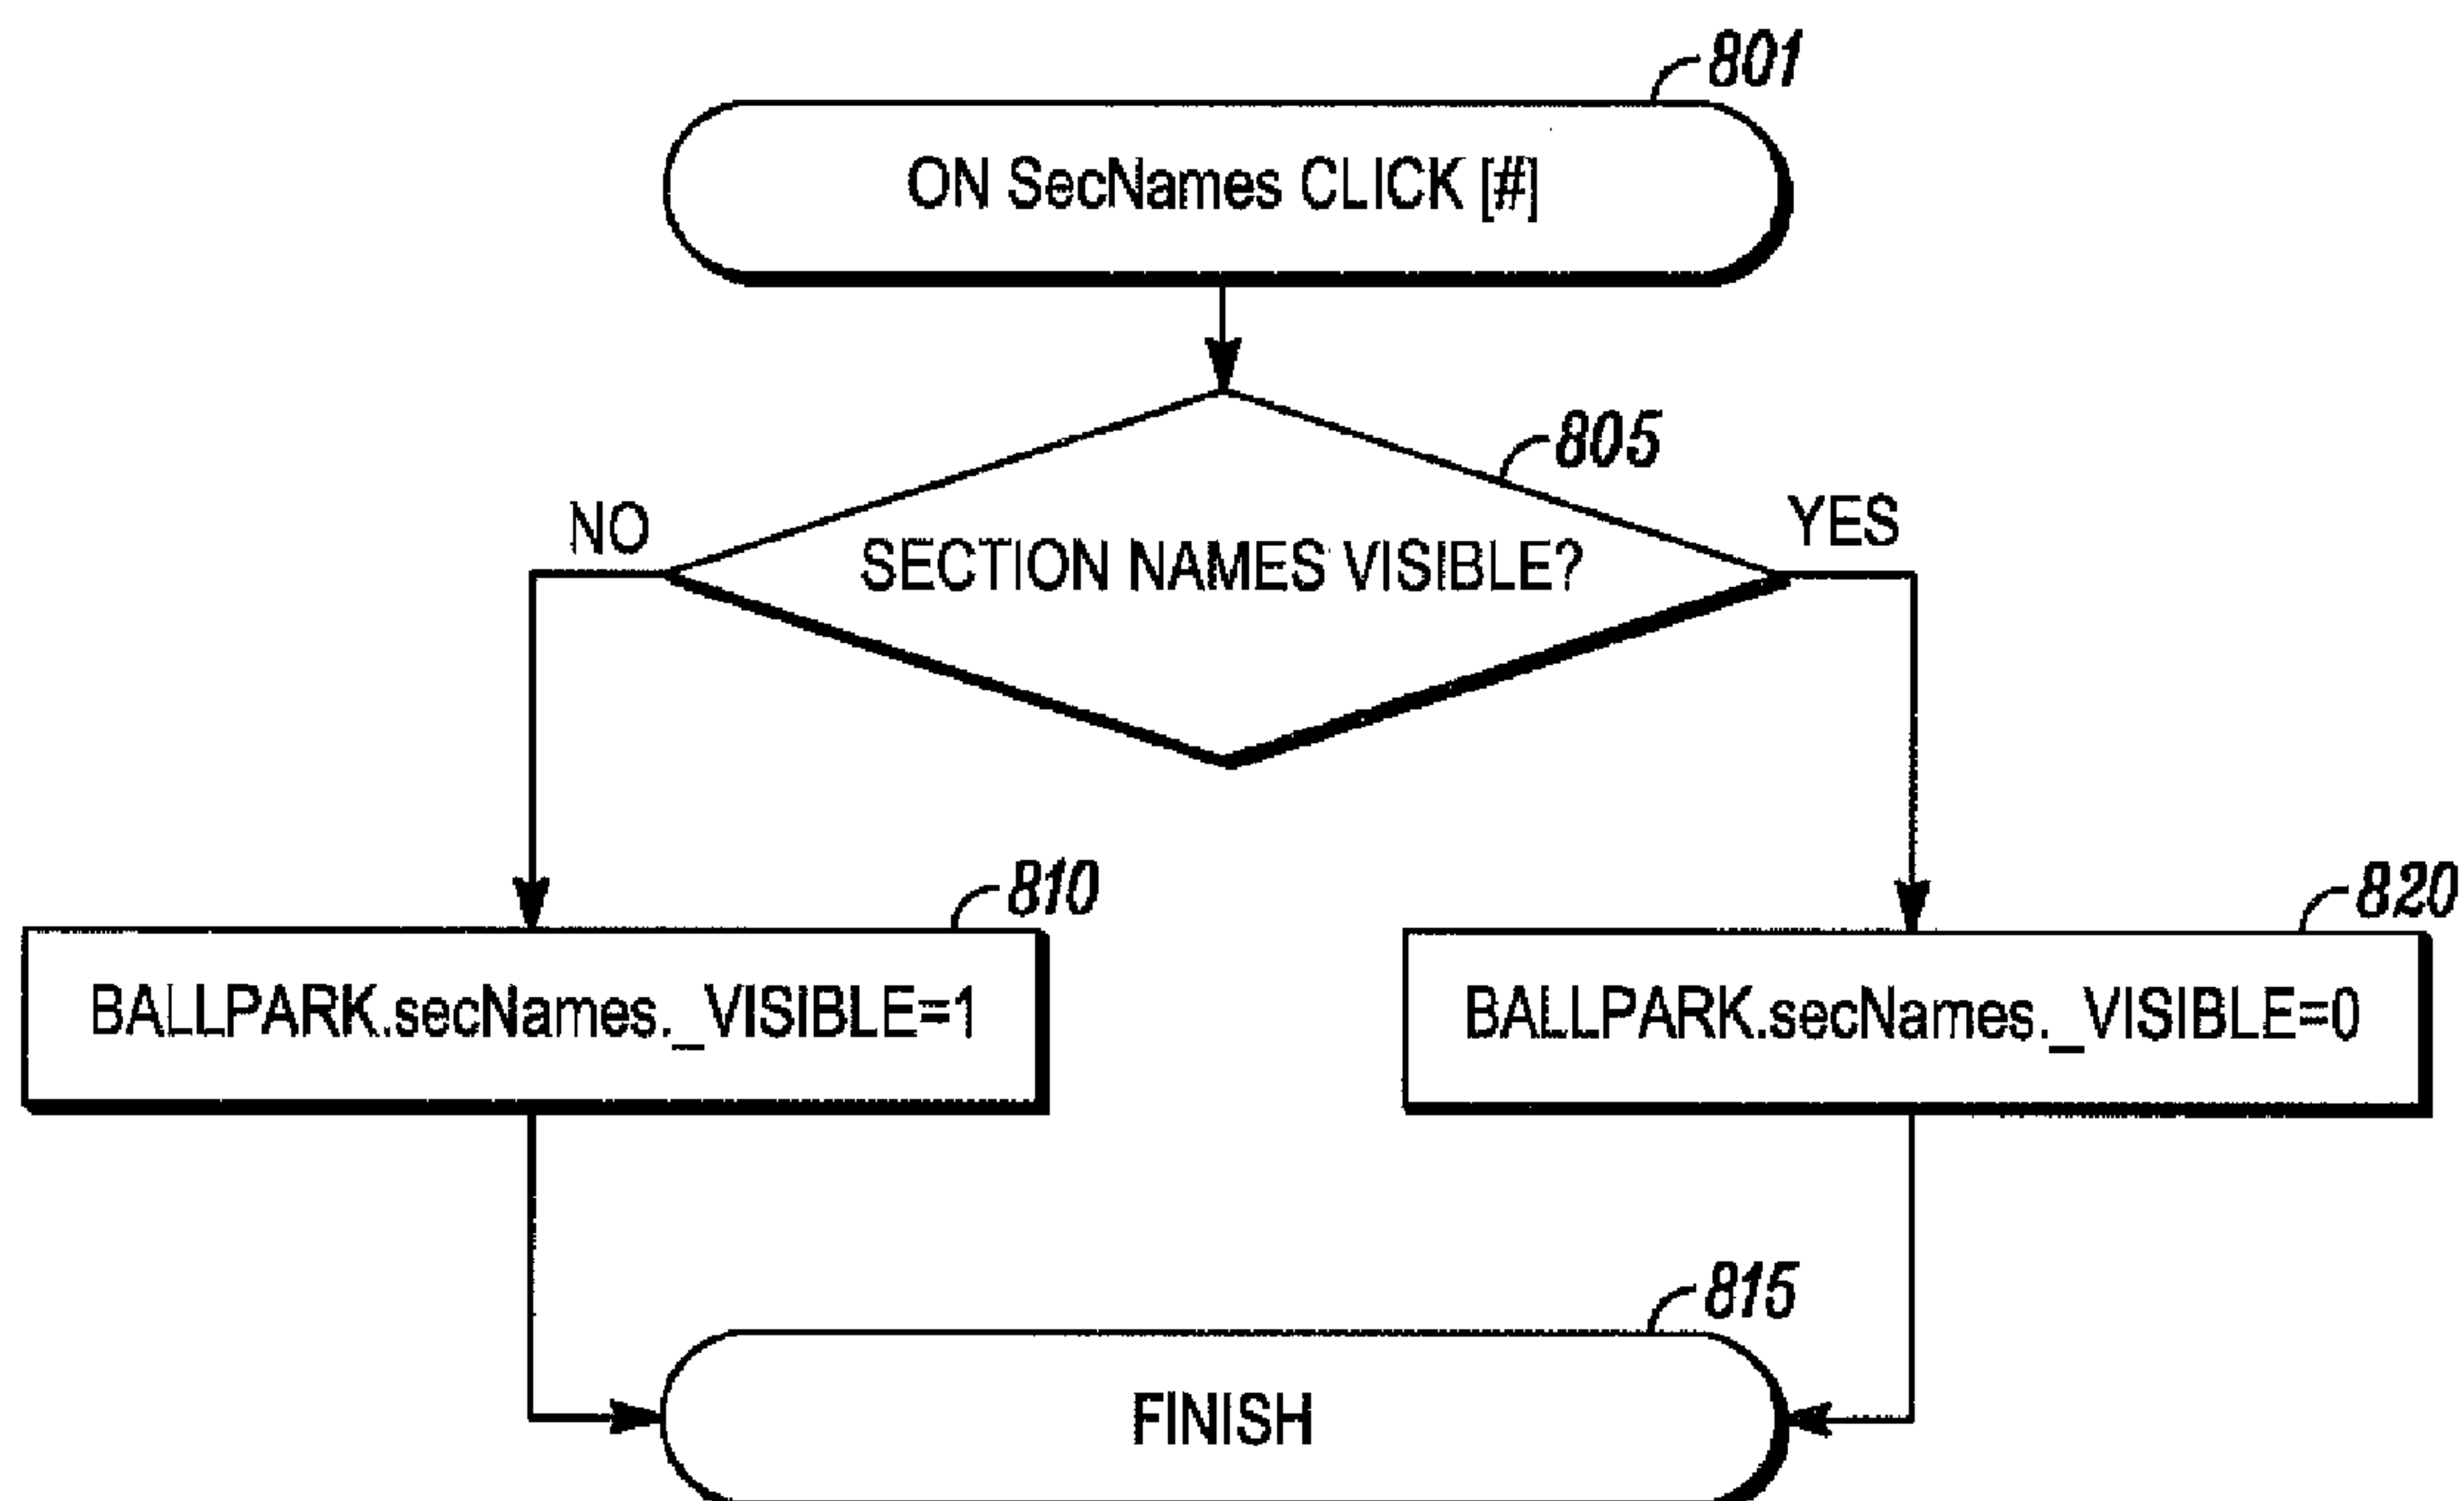 801
ON SecNames CLICK [#]
805
NO
YES
SECTION NAMES VISIBLE?
810
820
BALLPARK.secNames._VISIBLE=1
BALLPARK.secNames._VISIBLE=0
815
FINISH